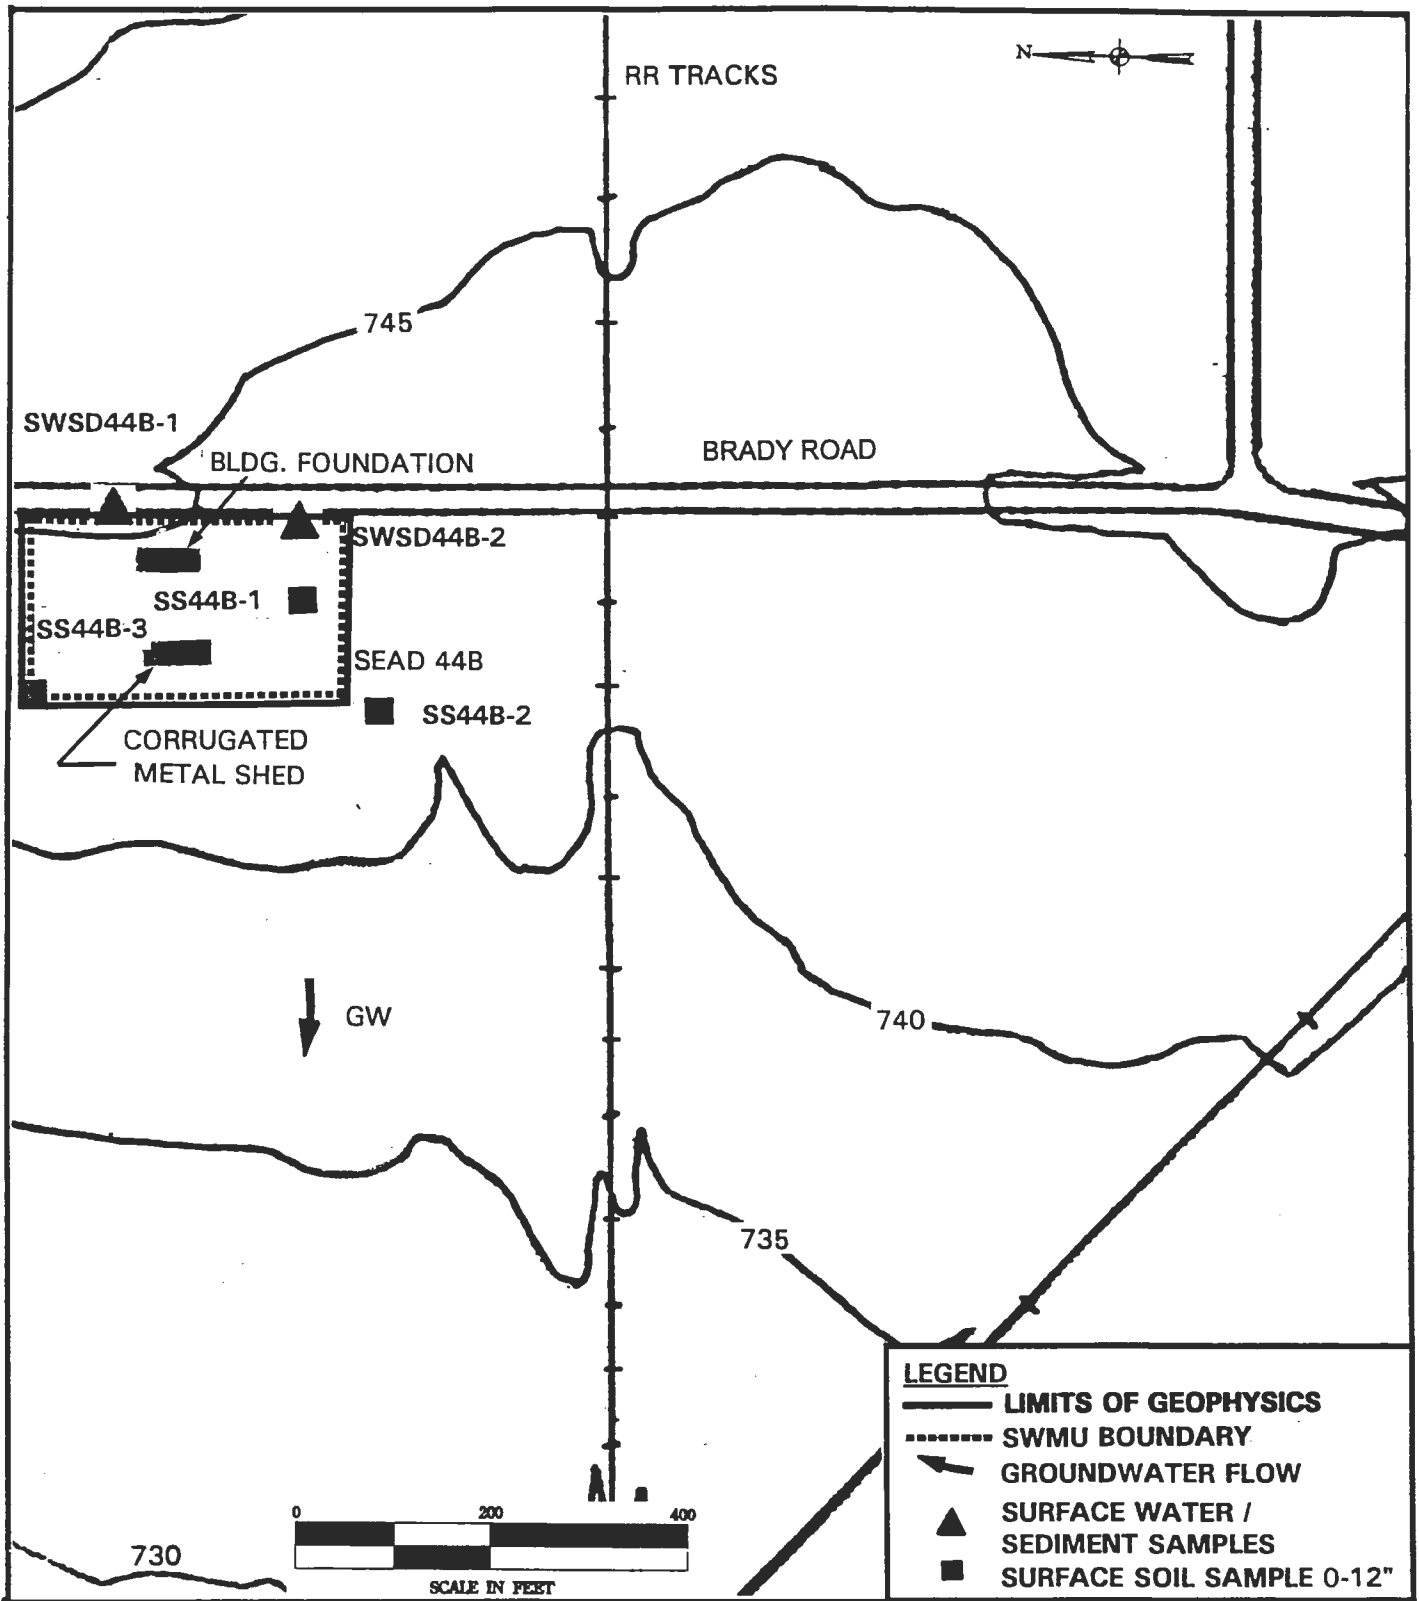 N
RR TRACKS
745
SWSD44B-1
BLDG. FOUNDATION
BRADY ROAD
SWSD44B-2
SS44B-1
SS44B-3
SEAD 44B
SS44B-2
CORRUGATED
METAL SHED
GW
740
735
730
0 200 400
SCALE IN FEET
LEGEND
LIMITS OF GEOPHYSICS
SWMU BOUNDARY
GROUNDWATER FLOW
SURFACE WATER /
SEDIMENT SAMPLES
SURFACE SOIL SAMPLE 0-12"